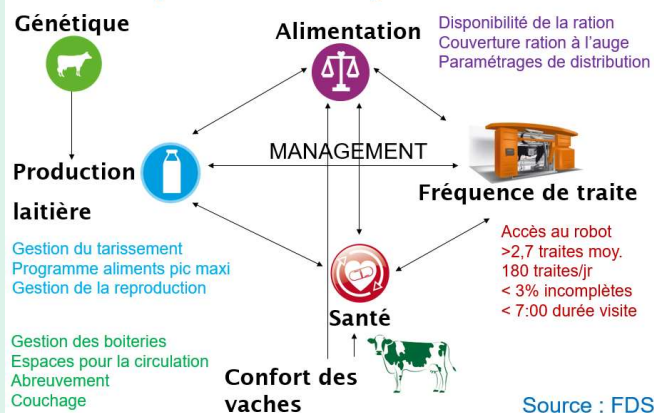 Génétique
Alimentation
Disponibilité de la ration
Couverture ration à l'auge
Paramétrages de distribution
MANAGEMENT
Production
laitière
Fréquence de traite
Gestion du tarissement
Programme aliments pic maxi
Gestion de la reproduction
Accès au robot
>2,7 traites moy.
180 traites/jr
< 3% incomplètes
< 7:00 durée visite
Santé
Gestion des boiteries
Espaces pour la circulation
Abreuvement
Couchage
Confort des
vaches
Source : FDS